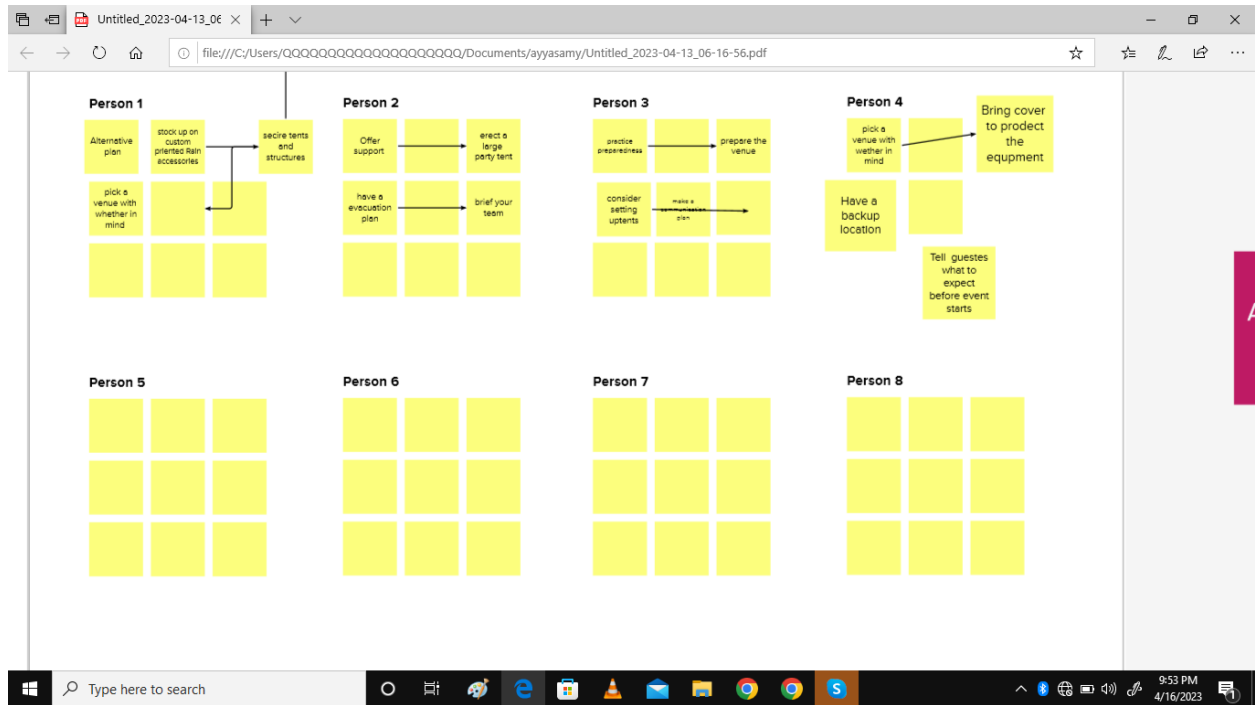 Untitled_2023-04-13_06
file:///C:/Users/QQQQQQQQQQQQQQQQQQQQ/Documents/ayyasamy/Untitled_2023-04-13_06-16-56.pdf
Person 1
Alternative
plan
stock up on
custom
priented Rain
accessories
secire tents
and
structures
pick a
venue with
whether in
mind
Person 2
Offer
support
erect a
large
party tent
have a
evacuation
plan
brief your
team
Person 3
practice
preparedness
prepare the
venue
consider
setting
uptents
make a
communication
plan
Person 4
pick a
venue with
wether in
mind
Bring cover
to prodect
the
equpment
Have a
backup
location
Tell guestes
what to
expect
before event
starts
A
Person 5
Person 6
Person 7
Person 8
Type here to search
9:53 PM
4/16/2023